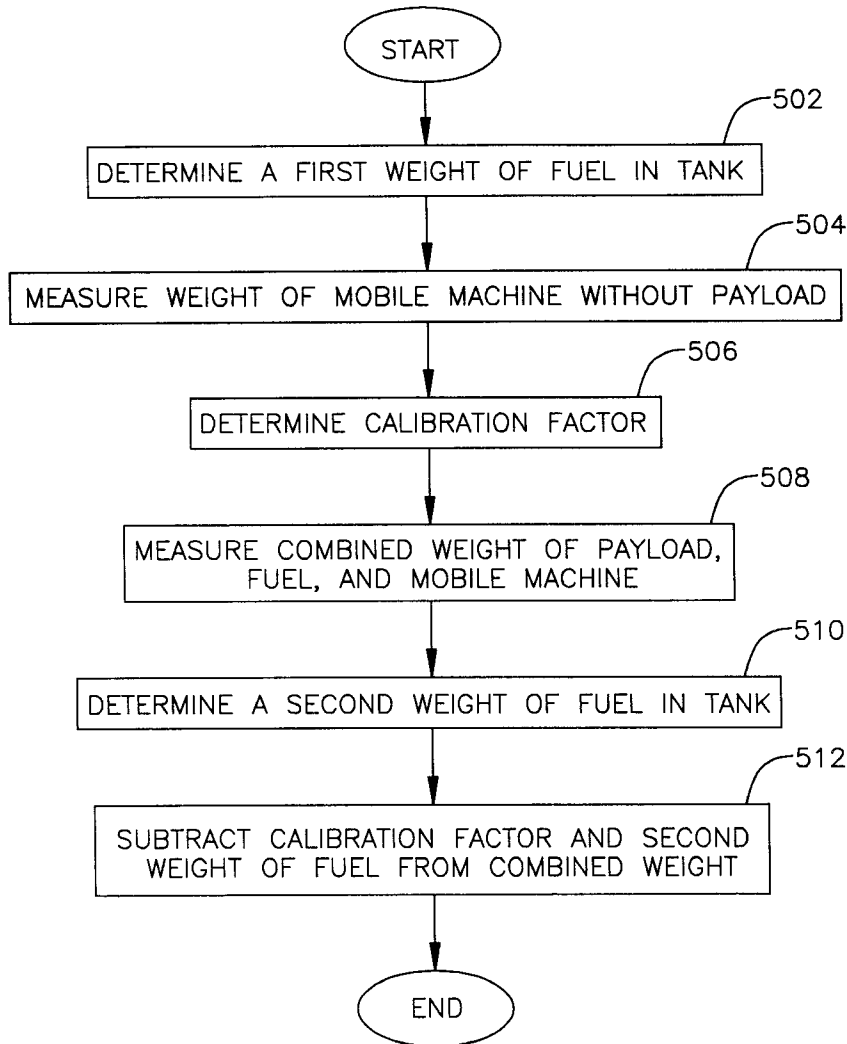 START
502
DETERMINE A FIRST WEIGHT OF FUEL IN TANK
504
MEASURE WEIGHT OF MOBILE MACHINE WITHOUT PAYLOAD
506
DETERMINE CALIBRATION FACTOR
508
MEASURE COMBINED WEIGHT OF PAYLOAD,
FUEL, AND MOBILE MACHINE
510
DETERMINE A SECOND WEIGHT OF FUEL IN TANK
512
SUBTRACT CALIBRATION FACTOR AND SECOND
WEIGHT OF FUEL FROM COMBINED WEIGHT
END